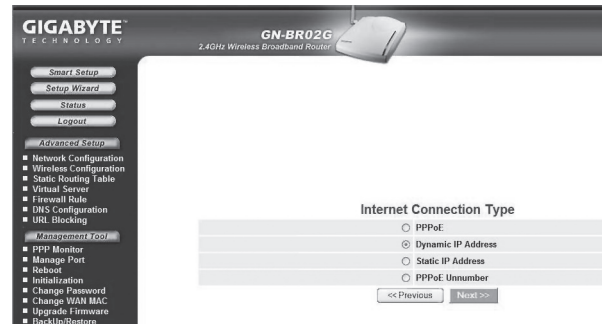 GIGABYTE™
TECHNOLOGY
GN-BR02G
2.4GHz Wireless Broadband Router
Smart Setup
Setup Wizard
Status
Logout
Advanced Setup
Network Configuration
Wireless Configuration
Static Routing Table
Virtual Server
Firewall Rule
DNS Configuration
URL Blocking
Management Tool
PPP Monitor
Manage Port
Reboot
Initialization
Change Password
Change WAN MAC
Upgrade Firmware
BackUp/Restore
Internet Connection Type
PPPoE
Dynamic IP Address
Static IP Address
PPPoE Unnumber
<< Previous
Next >>